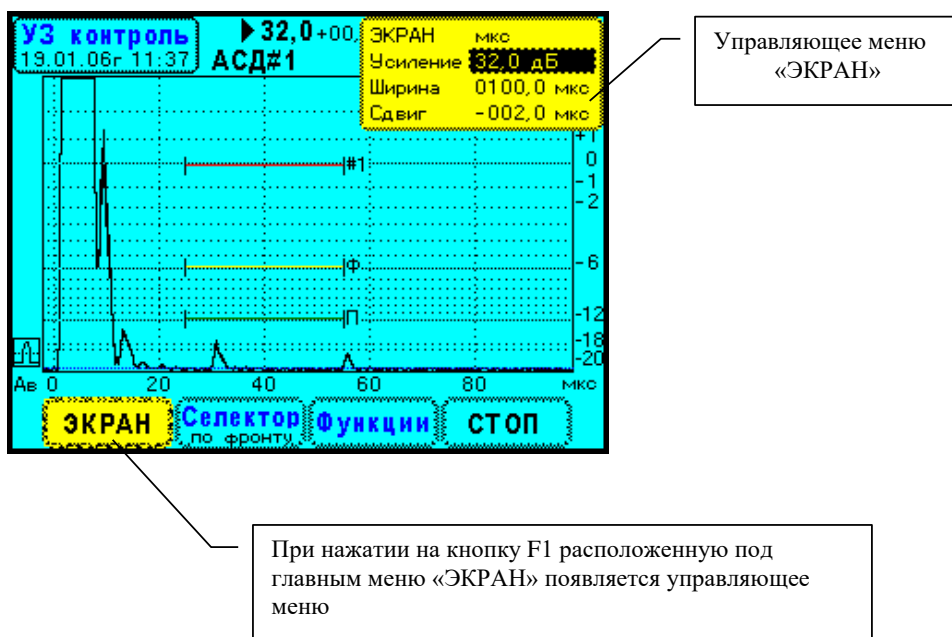 УЗ контроль
19.01.06г 11:37
32,0+00,
АСД#1
ЭКРАН мкс
Усиление 32,0 дБ
Ширина 0100,0 мкс
Сдвиг -002,0 мкс
Управляющее меню
«ЭКРАН»
+1
#1 0
-1
-2
Ф -6
П -12
-18
-20
Ав 0 20 40 60 80 мкс
ЭКРАН
Селектор
по фронту
Функции
СТОП
При нажатии на кнопку F1 расположенную под
главным меню «ЭКРАН» появляется управляющее
меню